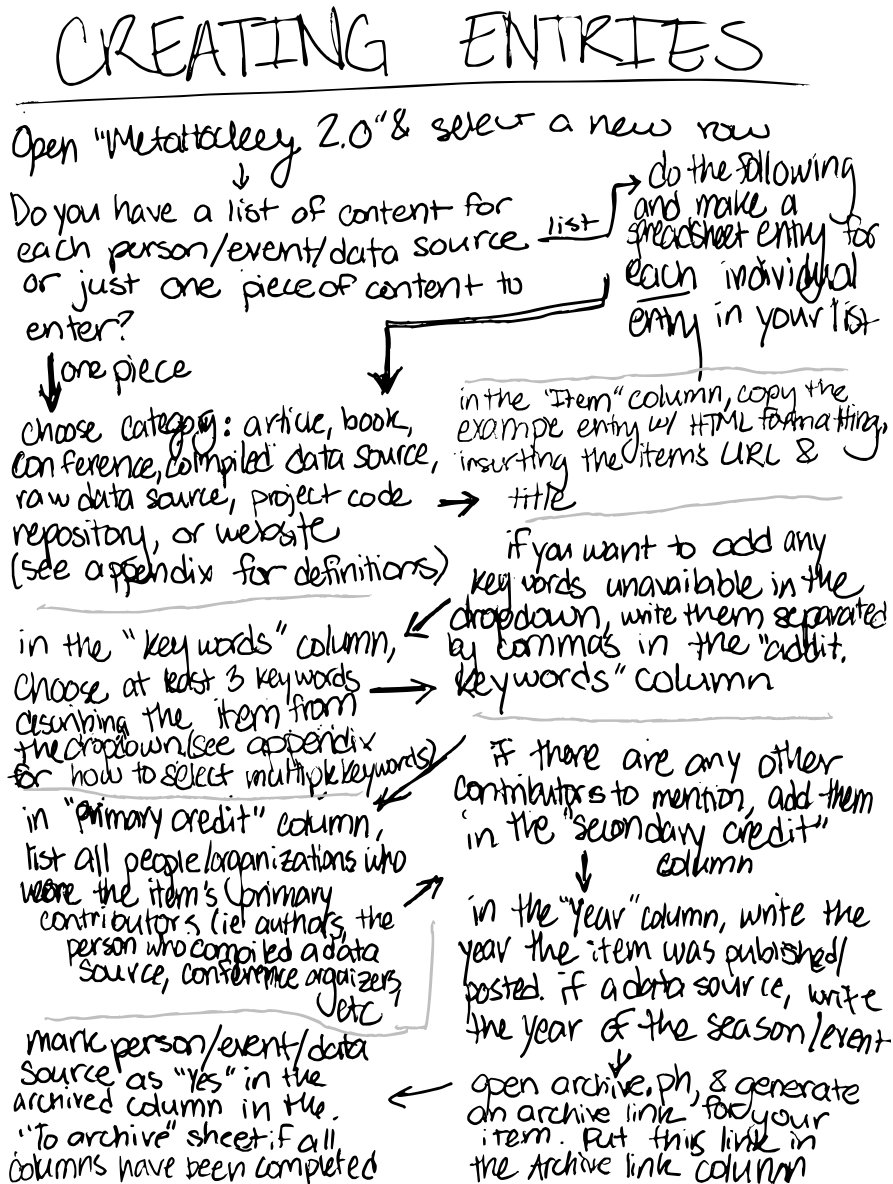 CREATING ENTRIES
Open "Metahockey 2.0" & select a new row
Do you have a list of content for
each person/event/data source
or just one piece of content to
enter?
list
do the following
and make a
spreadsheet entry for
each individual
entry in your list
one piece
choose category: article, book,
conference, compiled data source,
raw data source, project code
repository, or website
(see appendix for definitions)
in the "Item" column, copy the
example entry w/ HTML formatting,
insurting the item's URL &
title
in the "keywords" column,
choose at least 3 keywords
describing the item from
the dropdown (see appendix
for how to select multiple keywords)
if you want to add any
keywords unavailable in the
dropdown, write them separated
by commas in the "addit.
keywords" column
in "primary credit" column,
list all people/organizations who
were the item's primary
contributors (ie authors, the
person who compiled a data
source, conference orgaizers,
etc
if there are any other
contributors to mention, add them
in the "secondary credit"
column
in the "Year" column, write the
year the item was published/
posted. if a data source, write
the year of the season/event
open archive.ph, & generate
an archive link for your
item. Put this link in
the Archive link column
mark person/event/data
source as "Yes" in the
archived column in the.
"To archive" sheet if all
columns have been completed